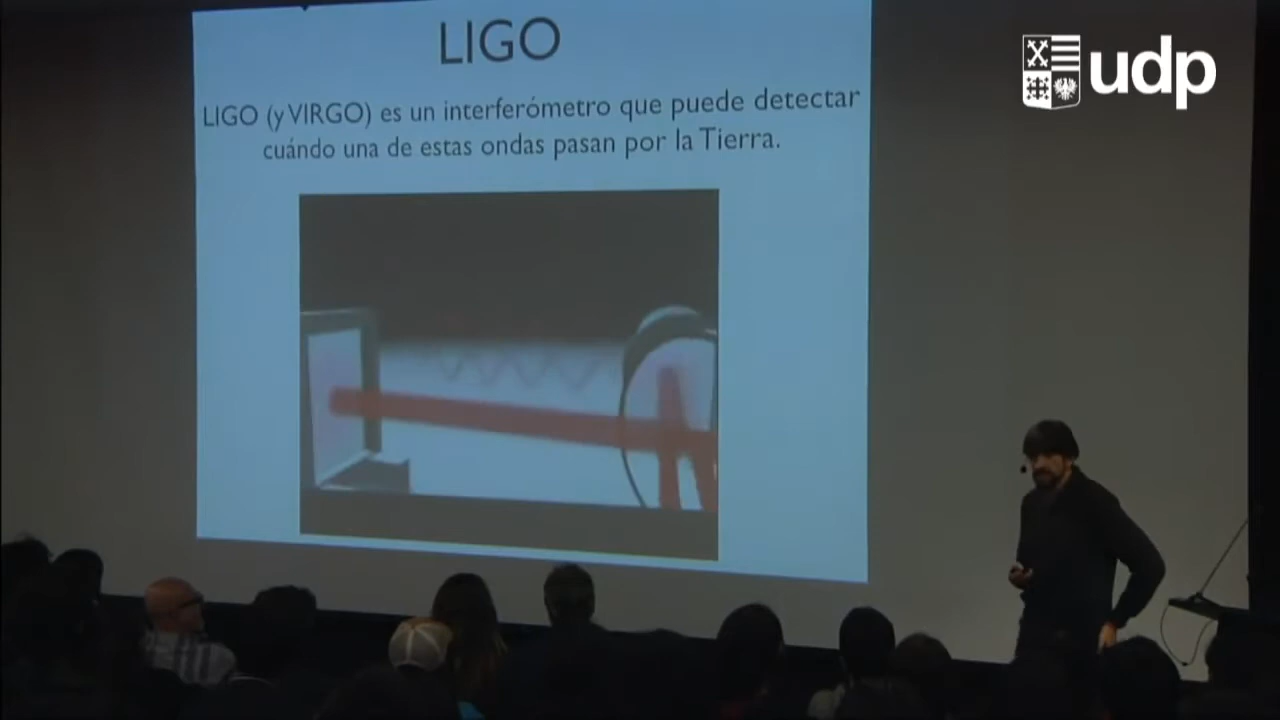 LIGO
LIGO (y VIRGO) es un interferómetro que puede detectar
cuándo una de estas ondas pasan por la Tierra.
udp